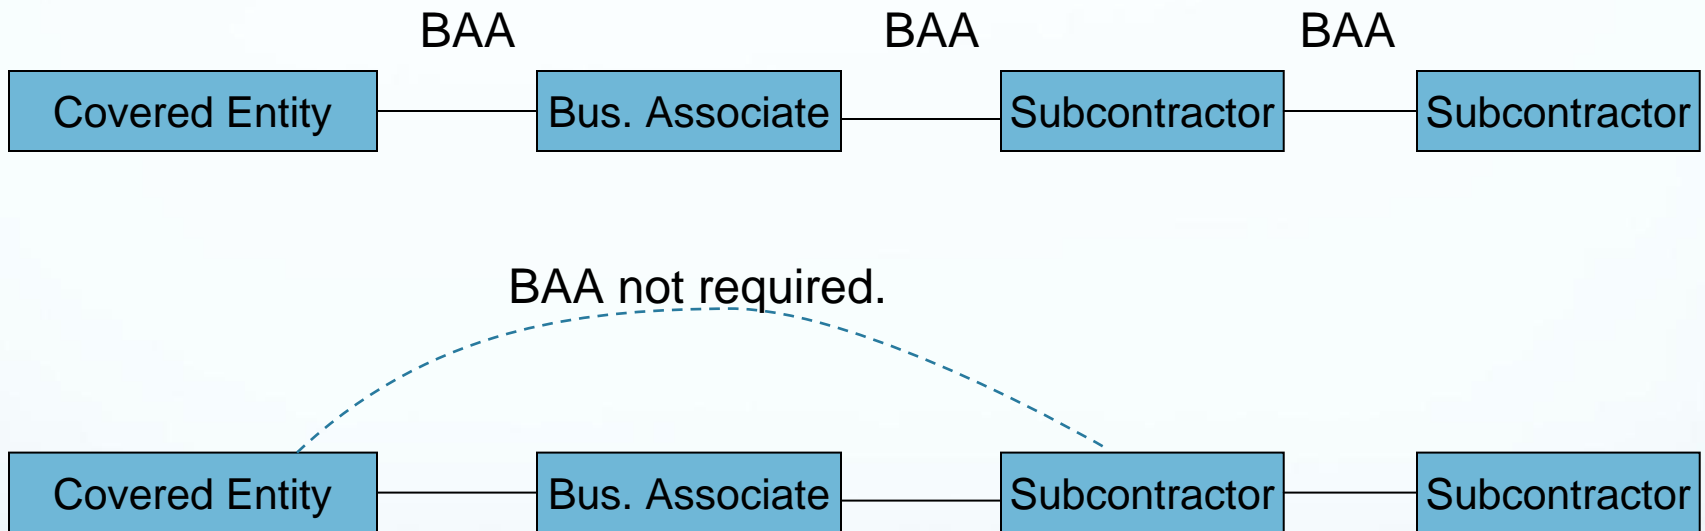 BAA BAA BAA
Covered Entity Bus. Associate Subcontractor Subcontractor
BAA not required.
Covered Entity Bus. Associate Subcontractor Subcontractor